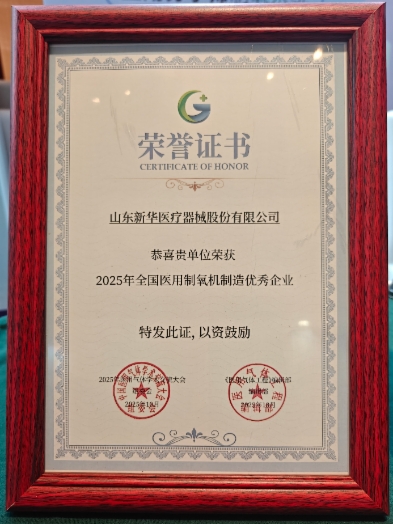 荣誉证书
CERTIFICATE OF HONOR
山东新华医疗器械股份有限公司
恭喜贵单位荣获
2025年全国医用制氧机制造优秀企业
特发此证, 以资鼓励